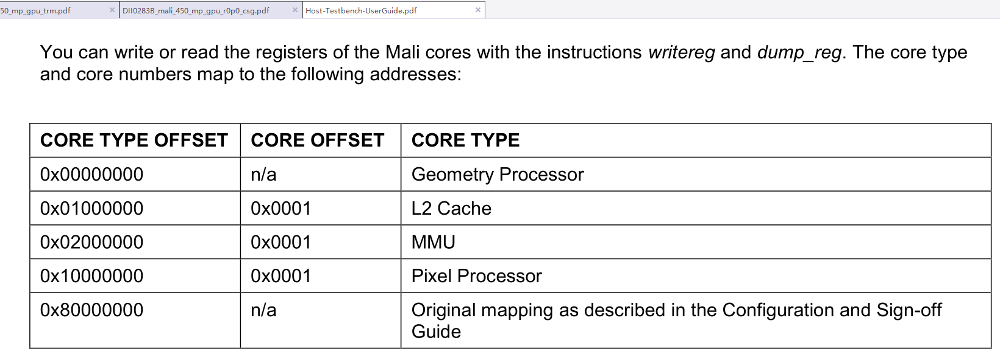 50_mp_gpu_trm.pdf × DII0283B_mali_450_mp_gpu_r0p0_csg.pdf × Host-Testbench-UserGuide.pdf ×
You can write or read the registers of the Mali cores with the instructions writereg and dump_reg. The core type
and core numbers map to the following addresses:
CORE TYPE OFFSET CORE OFFSET CORE TYPE
0x00000000 n/a Geometry Processor
0x01000000 0x0001 L2 Cache
0x02000000 0x0001 MMU
0x10000000 0x0001 Pixel Processor
0x80000000 n/a Original mapping as described in the Configuration and Sign-off
Guide